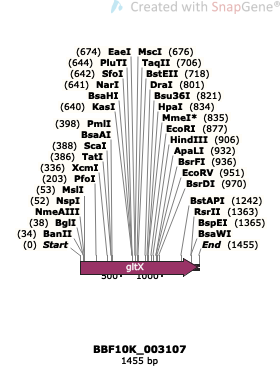 Created with SnapGene®
(674) EaeI MscI (676)
(644) PluTI TaqII (706)
(642) SfoI BstEII (718)
(641) NarI DraI (801)
BsaHI Bsu36I (821)
(640) KasI HpaI (834)
MmeI* (835)
(398) PmlI EcoRI (877)
BsaAI HindIII (906)
(388) ScaI ApaLI (932)
(386) TatI BsrFI (936)
(336) XcmI EcoRV (951)
(203) PfoI BsrDI (970)
(53) MslI
(52) NspI BstAPI (1242)
NmeAIII RsrII (1363)
(38) BglI BspEI (1365)
(34) BanII BsaWI
(0) Start End (1455)
gltX
500 1000
BBF10K_003107
1455 bp